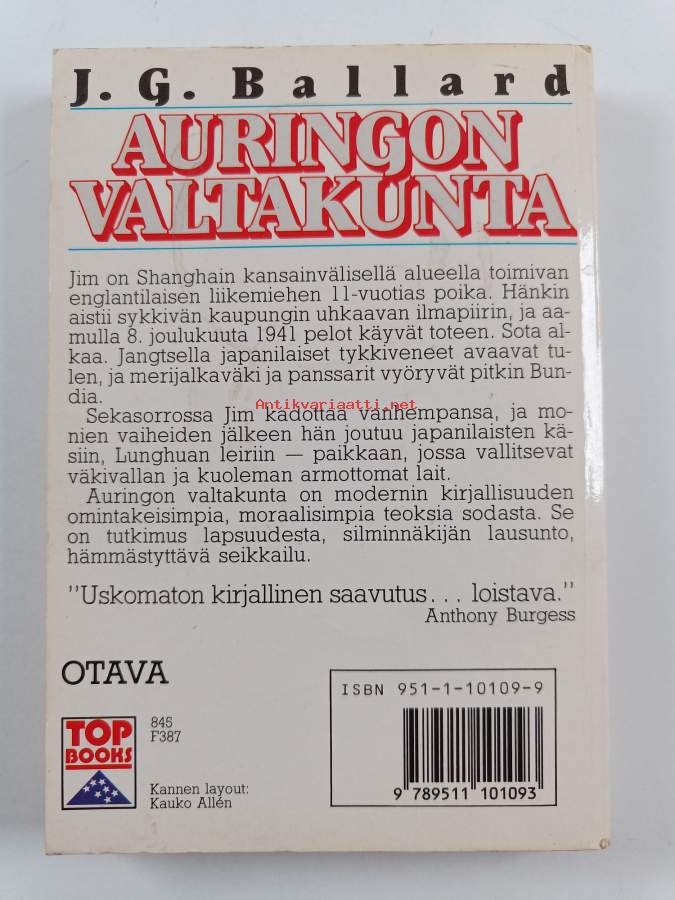 J. G. Ballard
AURINGON
VALTAKUNTA
Jim on Shanghain kansainvälisellä alueella toimivan
englantilaisen liikemiehen 11-vuotias poika. Hänkin
aistii sykkivän kaupungin uhkaavan ilmapiirin, ja aa-
mulla 8. joulukuuta 1941 pelot käyvät toteen. Sota al-
kaa. Jangtsella japanilaiset tykkiveneet avaavat tu-
len, ja merijalkaväki ja panssarit vyöryvät pitkin Bun-
dia.
Antikvariaatti.net
Sekasorrossa Jim kadottaa vanhempansa, ja mo-
nien vaiheiden jälkeen hän joutuu japanilaisten kä-
siin, Lunghuan leiriin — paikkaan, jossa vallitsevat
väkivallan ja kuoleman armottomat lait.
Auringon valtakunta on modernin kirjallisuuden
omintakeisimpia, moraalisimpia teoksia sodasta. Se
on tutkimus lapsuudesta, silminnäkijän lausunto,
hämmästyttävä seikkailu.
"Uskomaton kirjallinen saavutus... loistava."
Anthony Burgess
OTAVA
TOP
BOOKS
845
F387
Kannen layout:
Kauko Allén
ISBN 951-1-10109-9
9 789511 101093